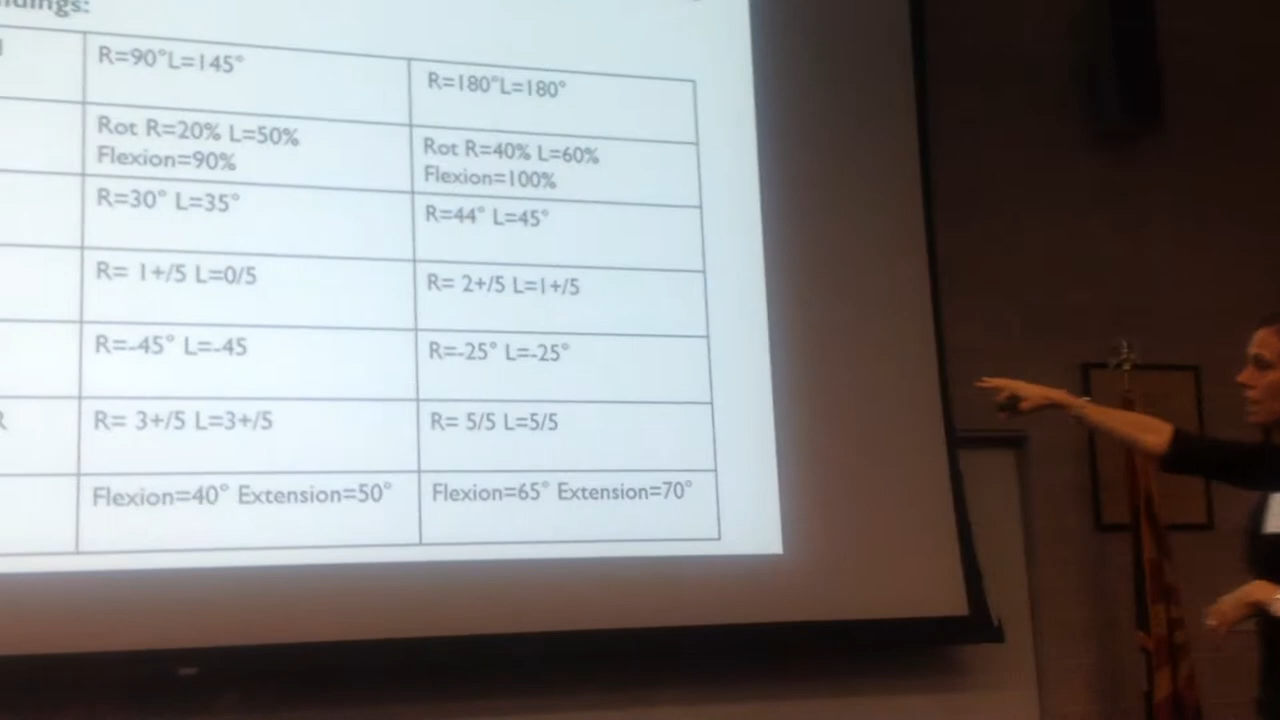 R=90°L=145°
R=180°L=180°
Rot R=20% L=50%
Flexion=90%
Rot R=40% L=60%
Flexion=100%
R=30° L=35°
R=44° L=45°
R= 1+/5 L=0/5
R= 2+/5 L=1+/5
R=-45° L=-45
R=-25° L=-25°
R
R= 3+/5 L=3+/5
R= 5/5 L=5/5
Flexion=40° Extension=50°
Flexion=65° Extension=70°